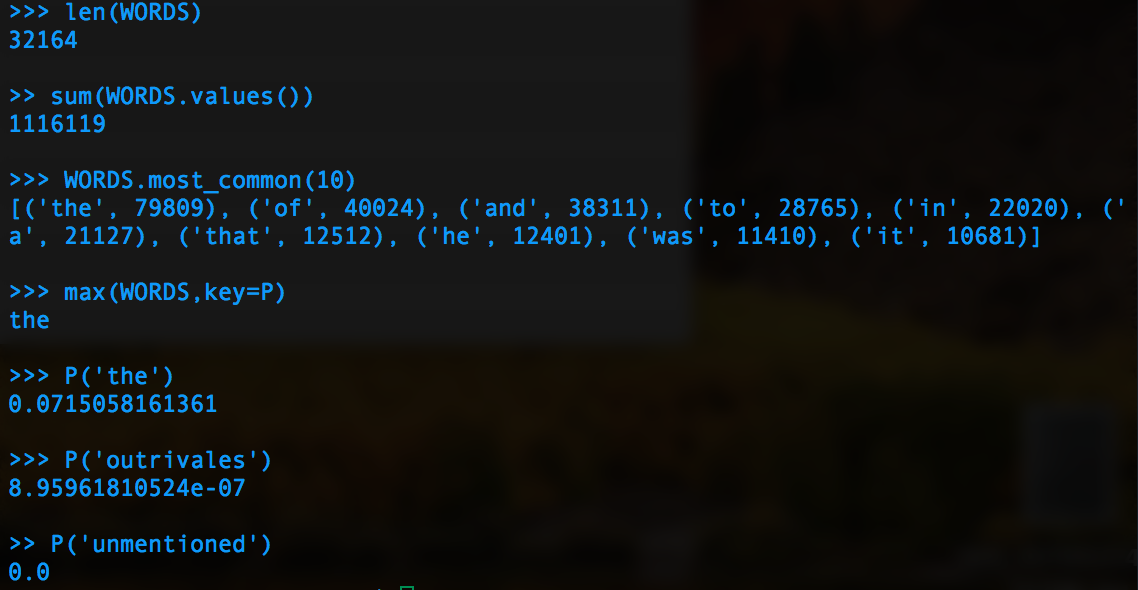 >>> len(WORDS)
32164
>> sum(WORDS.values())
1116119
>>> WORDS.most_common(10)
[('the', 79809), ('of', 40024), ('and', 38311), ('to', 28765), ('in', 22020), ('
a', 21127), ('that', 12512), ('he', 12401), ('was', 11410), ('it', 10681)]
>>> max(WORDS,key=P)
the
>>> P('the')
0.0715058161361
>>> P('outrivales')
8.95961810524e-07
>> P('unmentioned')
0.0